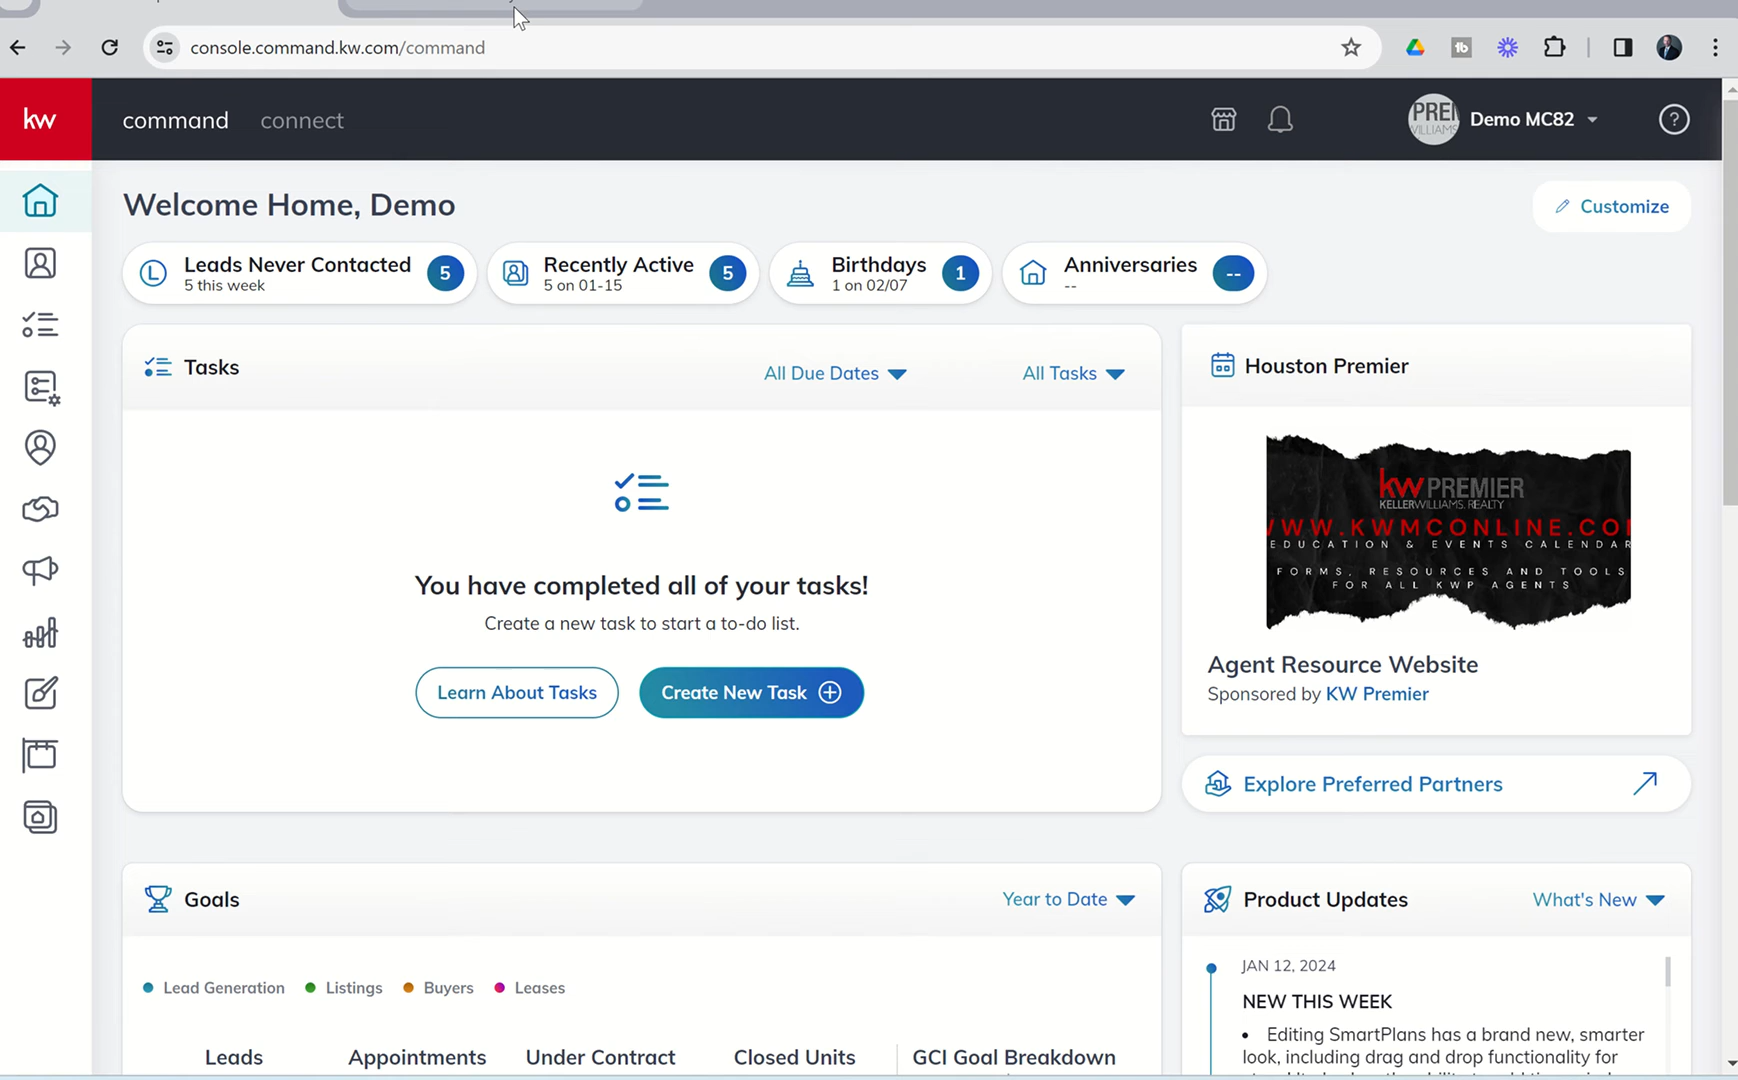 console.command.kw.com/command
kw
command
connect
PREM
WILLIAMS
Demo MC82
Welcome Home, Demo
Customize
Leads Never Contacted
5 this week
5
Recently Active
5 on 01-15
5
Birthdays
1 on 02/07
1
Anniversaries
--
--
Tasks
All Due Dates
All Tasks
You have completed all of your tasks!
Create a new task to start a to-do list.
Learn About Tasks
Create New Task
Houston Premier
kw PREMIER
KELLERWILLIAMS. REALTY
WWW.KWMCONLINE.CO
EDUCATION & EVENTS CALENDAR
FORMS, RESOURCES AND TOOLS
FOR ALL KWP AGENTS
Agent Resource Website
Sponsored by KW Premier
Explore Preferred Partners
Goals
Year to Date
Lead Generation
Listings
Buyers
Leases
Leads
Appointments
Under Contract
Closed Units
GCI Goal Breakdown
Product Updates
What's New
JAN 12, 2024
NEW THIS WEEK
• Editing SmartPlans has a brand new, smarter
look, including drag and drop functionality for